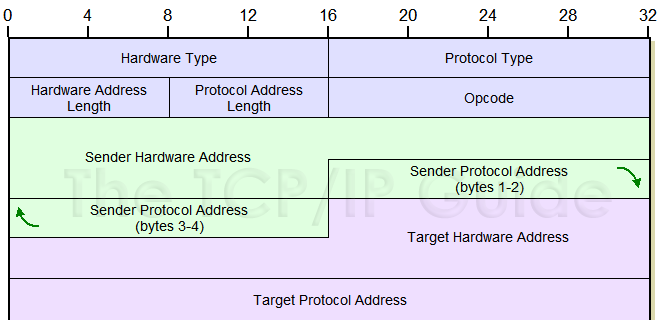 0 4 8 12 16 20 24 28 32
Hardware Type Protocol Type
Hardware Address Protocol Address Opcode
Length Length
Sender Hardware Address
Sender Protocol Address
(bytes 1-2)
The TCP/IP Guide
Sender Protocol Address
(bytes 3-4)
Target Hardware Address
Target Protocol Address